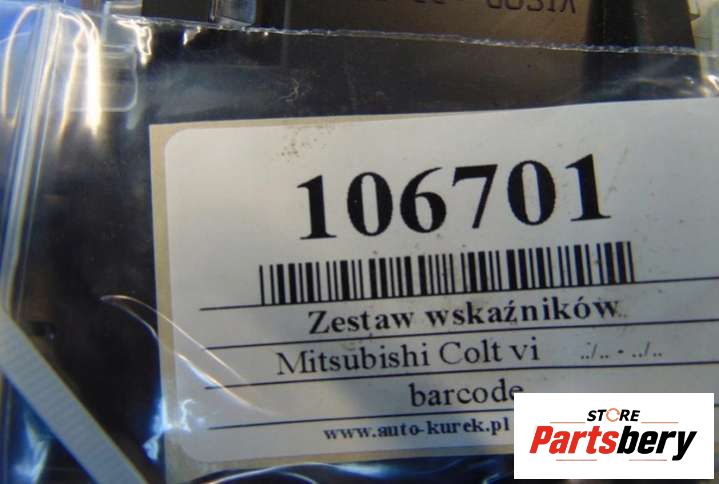 106701
Zestaw wskaźników
Mitsubishi Colt vi ../.. - ../..
barcode
www.auto-kurek.pl
STORE
Partsbery